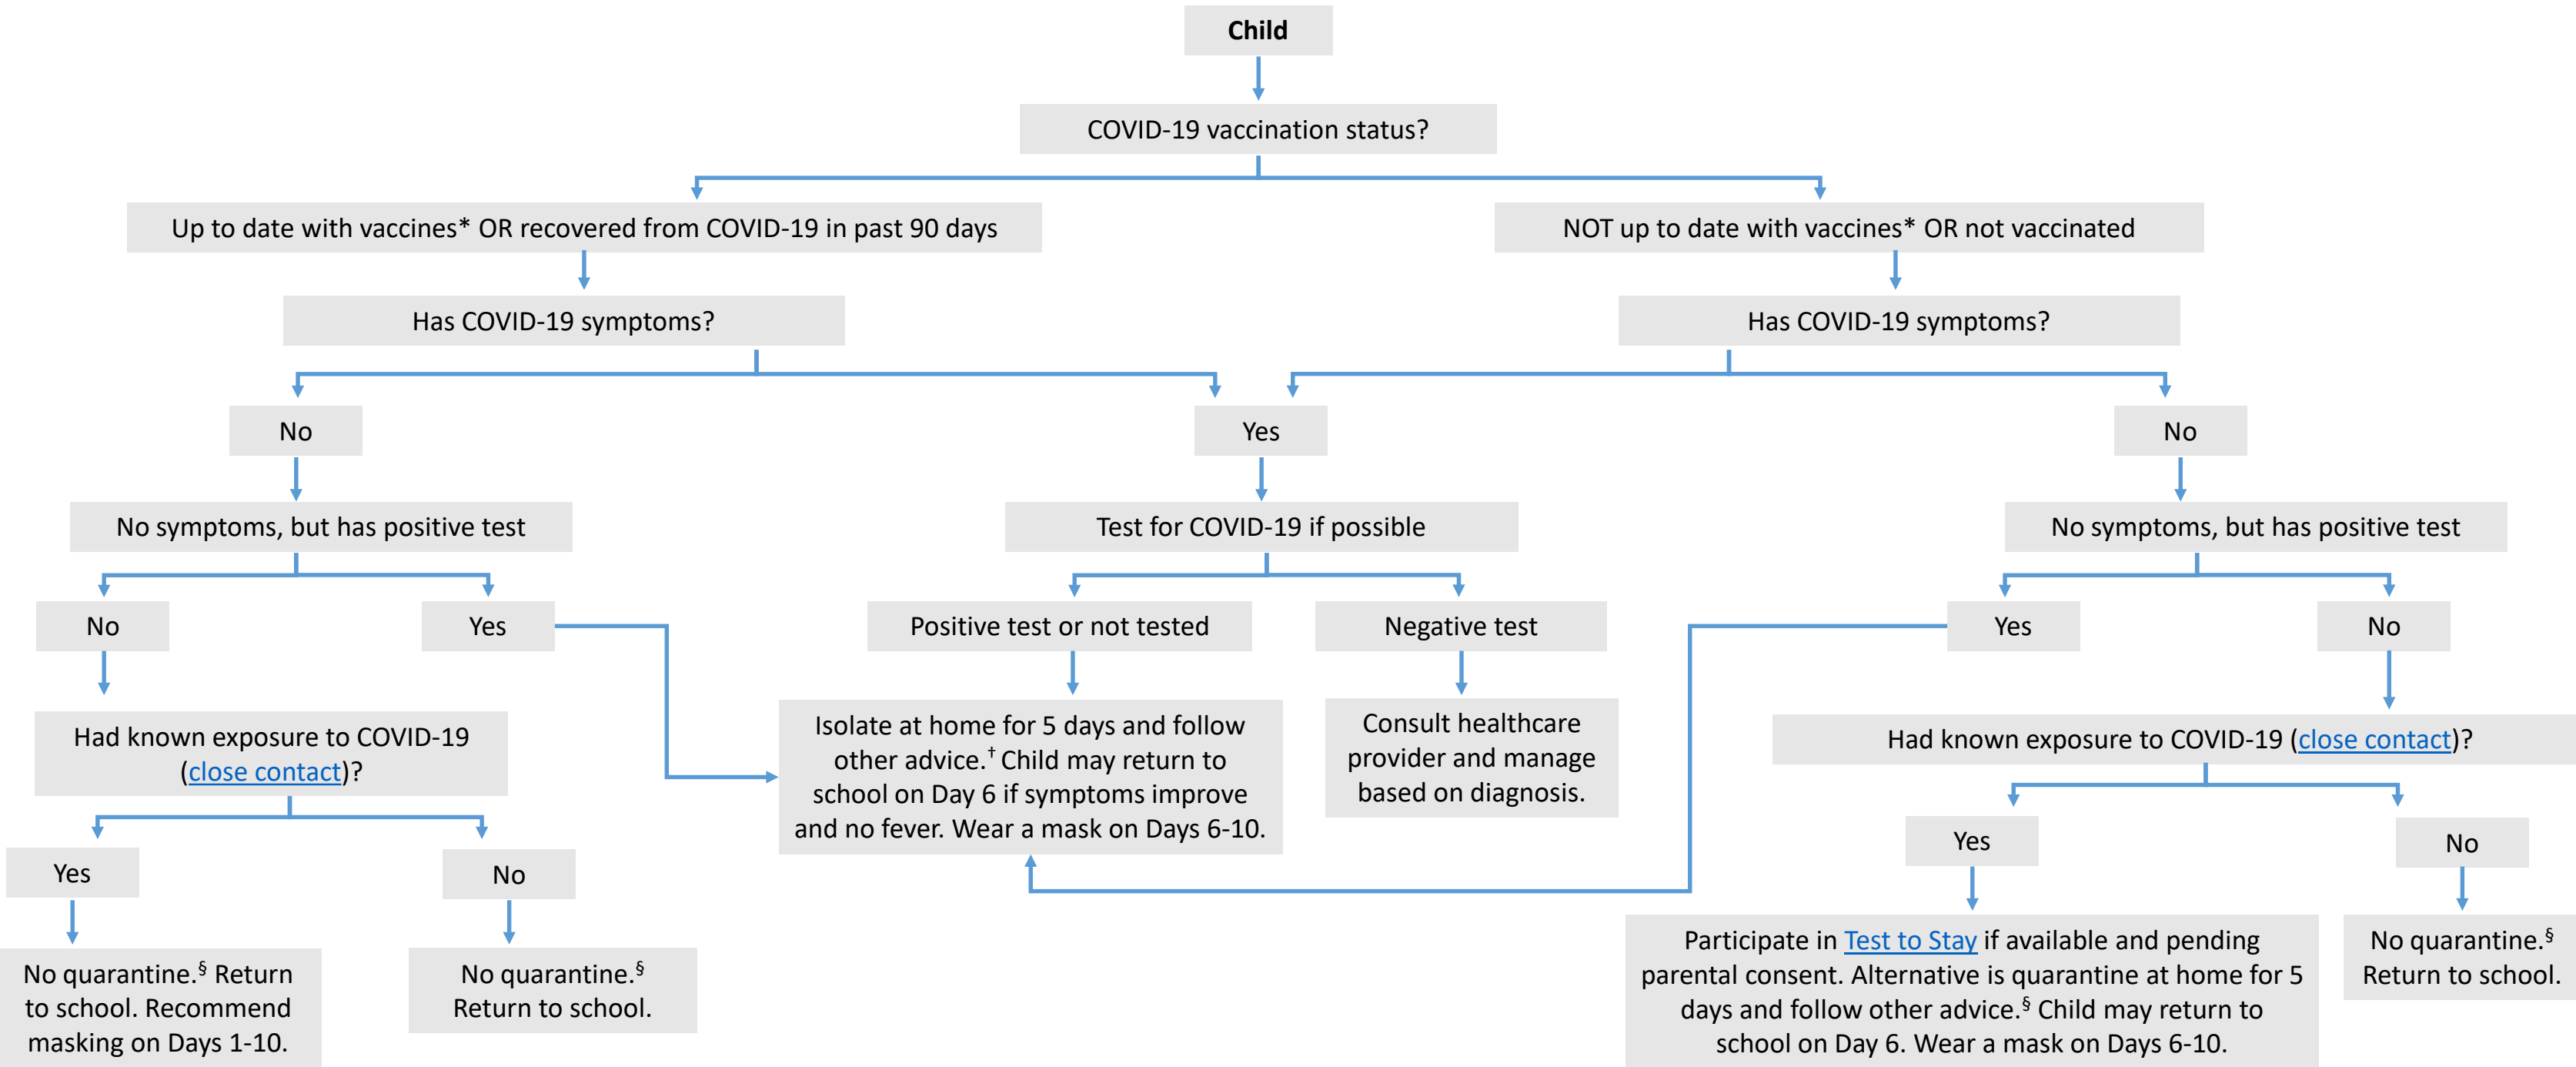 Child
COVID-19 vaccination status?
Up to date with vaccines* OR recovered from COVID-19 in past 90 days
NOT up to date with vaccines* OR not vaccinated
Has COVID-19 symptoms?
Has COVID-19 symptoms?
No
Yes
No
No symptoms, but has positive test
Test for COVID-19 if possible
No symptoms, but has positive test
No
Yes
Positive test or not tested
Negative test
Yes
No
Had known exposure to COVID-19
(close contact)?
Isolate at home for 5 days and follow
other advice.† Child may return to
school on Day 6 if symptoms improve
and no fever. Wear a mask on Days 6-10.
Consult healthcare
provider and manage
based on diagnosis.
Had known exposure to COVID-19 (close contact)?
Yes
No
Yes
No
No quarantine.§ Return
to school. Recommend
masking on Days 1-10.
No quarantine.§
Return to school.
Participate in Test to Stay if available and pending
parental consent. Alternative is quarantine at home for 5
days and follow other advice.§ Child may return to
school on Day 6. Wear a mask on Days 6-10.
No quarantine.§
Return to school.